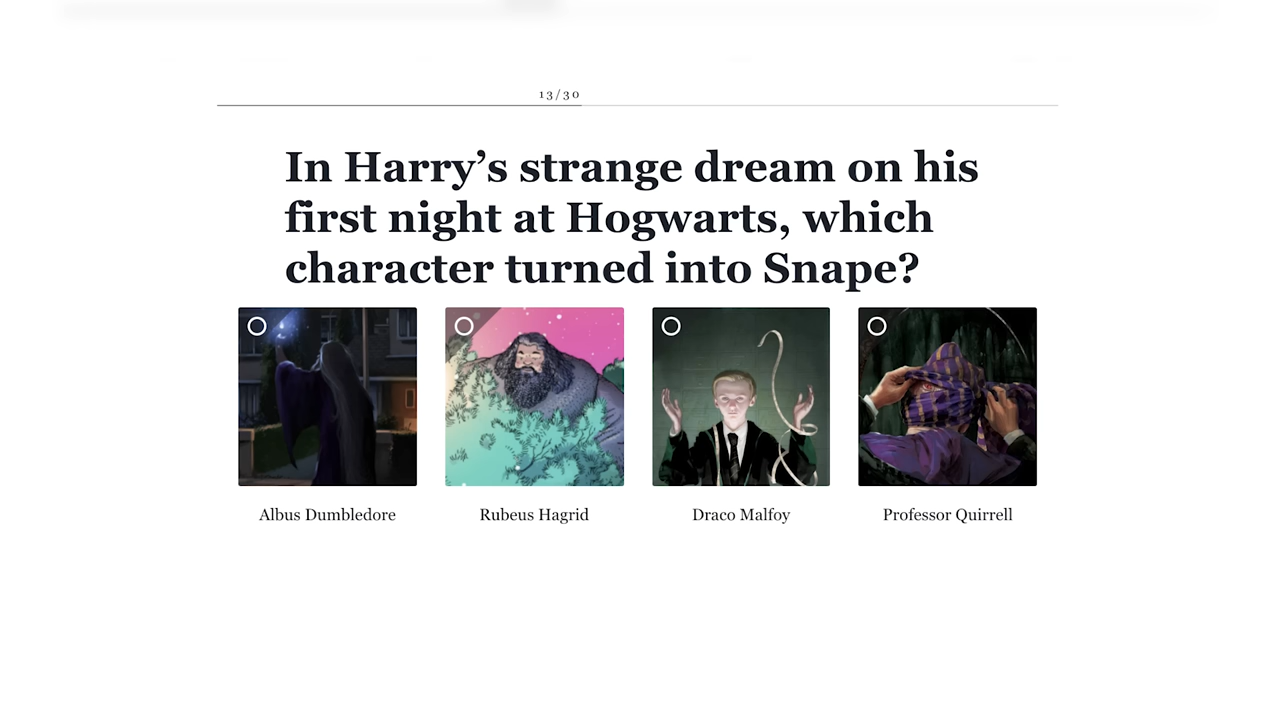 13/30
In Harry’s strange dream on his
first night at Hogwarts, which
character turned into Snape?
Albus Dumbledore
Rubeus Hagrid
Draco Malfoy
Professor Quirrell